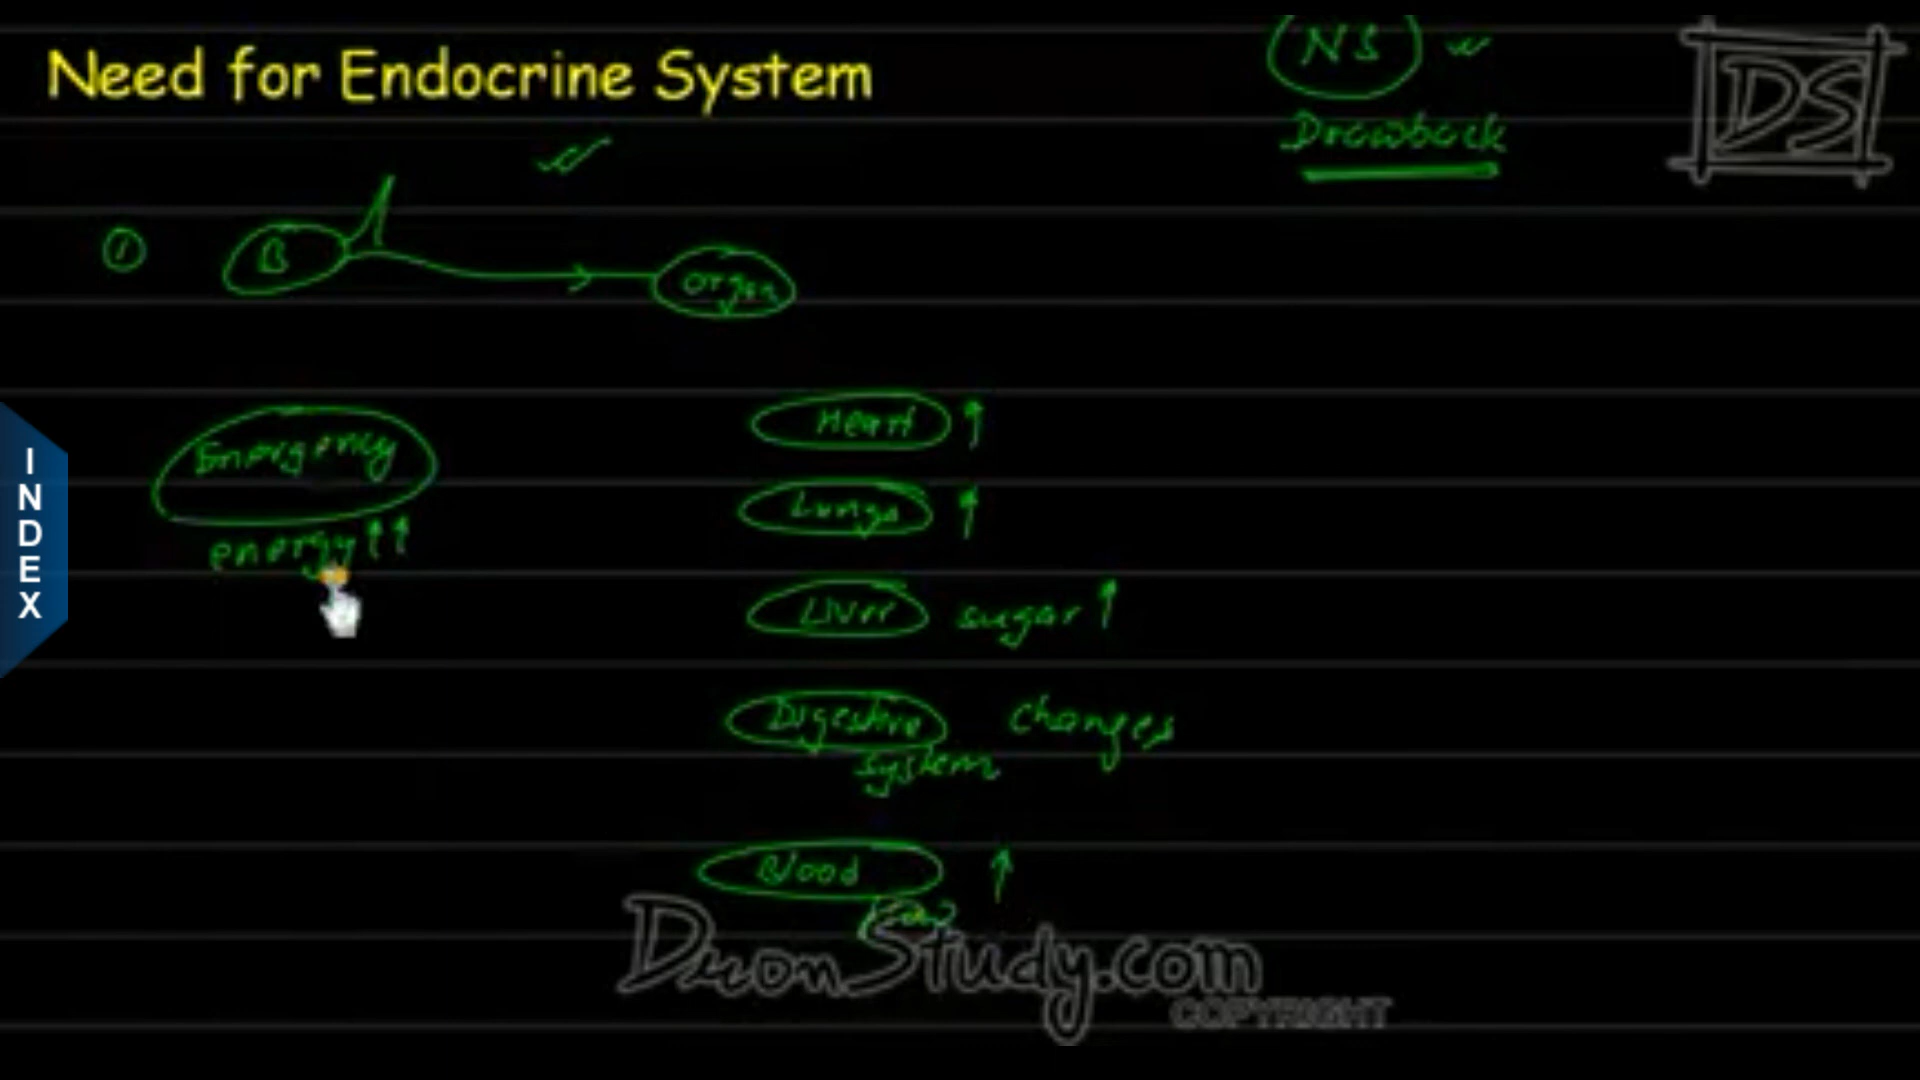 Need for Endocrine System
NS
Drawback
DS
1
B
organ
Emergency
energy ↑↑
Heart ↑
Lungs ↑
Liver sugar ↑
Digestive system changes
Blood ↑
flow
INDEX
DronStudy.com
COPYRIGHT